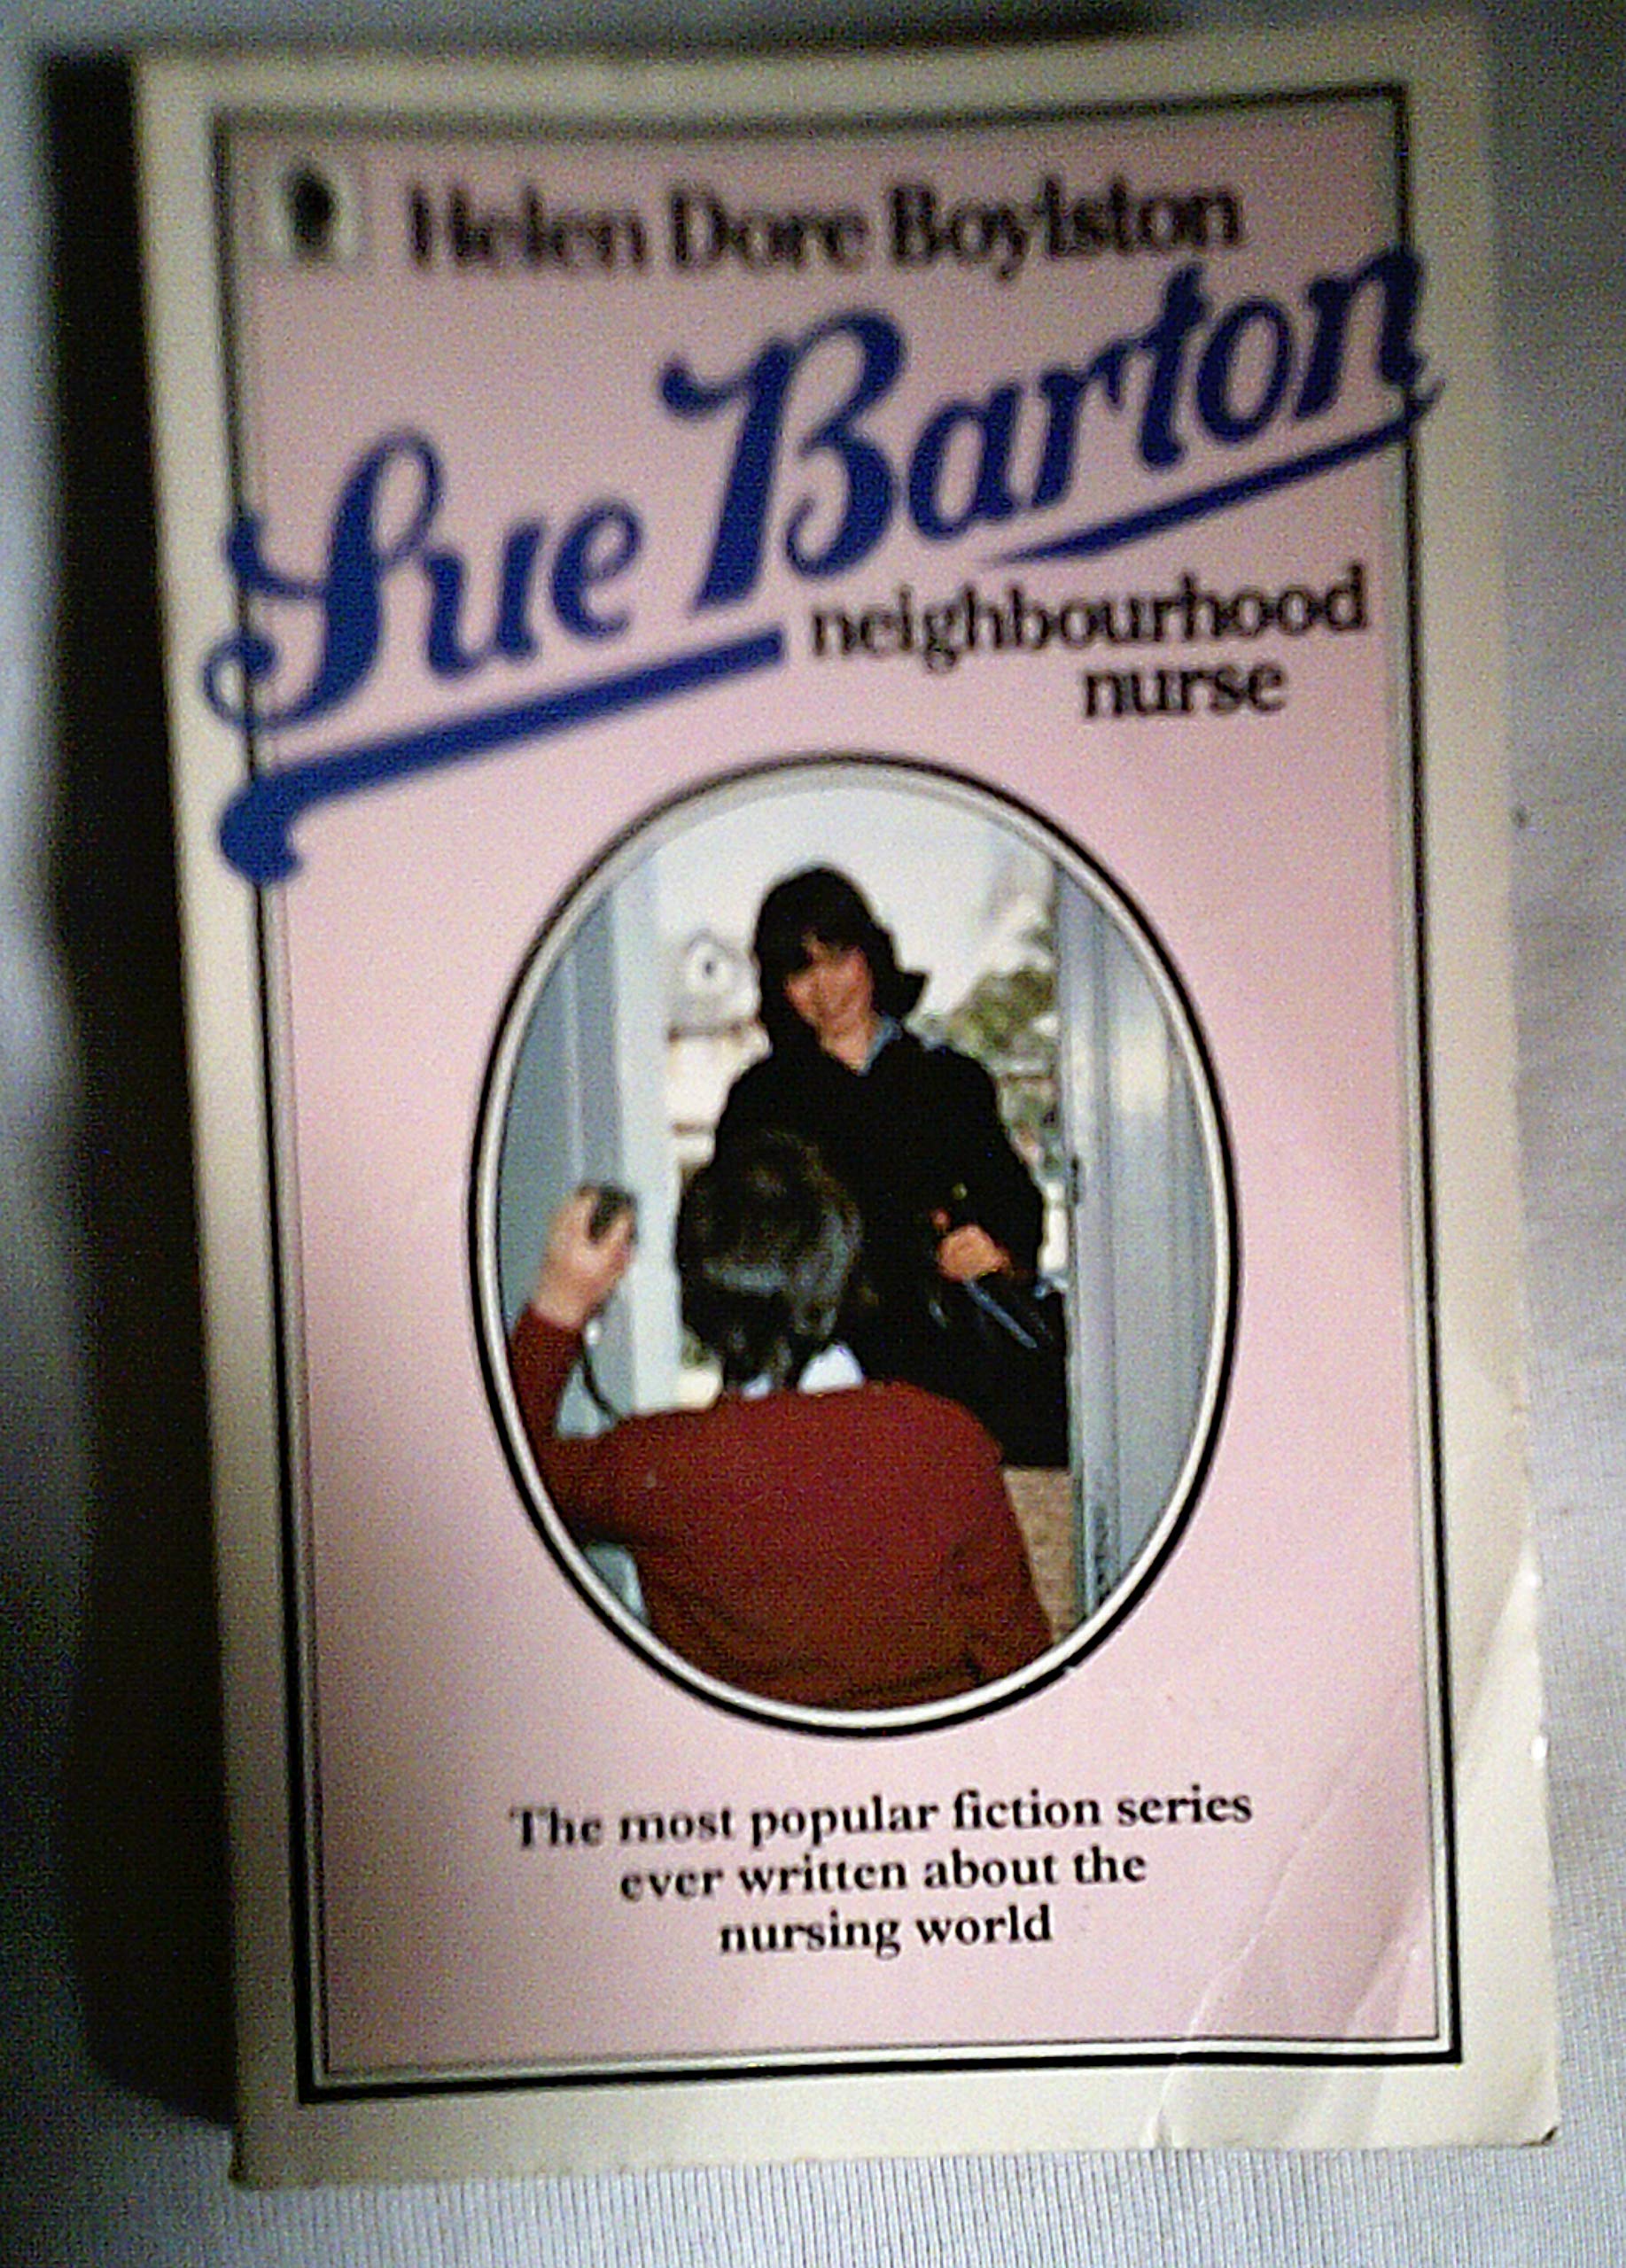 Helen Dore Boylston
Sue Barton
neighbourhood
nurse
The most popular fiction series
ever written about the
nursing world